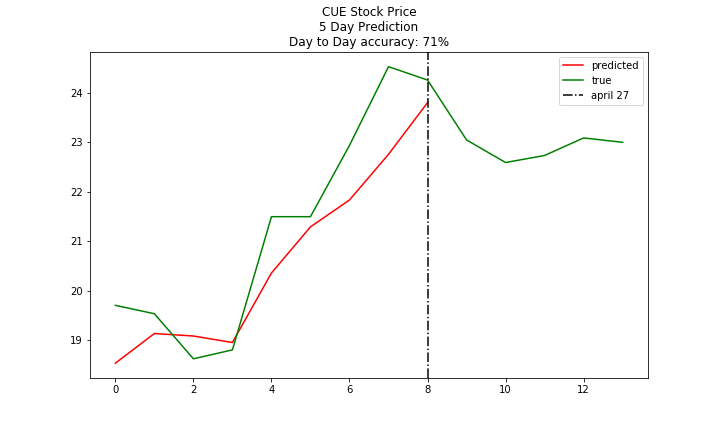 CUE Stock Price
5 Day Prediction
Day to Day accuracy: 71%
predicted
true
april 27
24
23
22
21
20
19
0 2 4 6 8 10 12